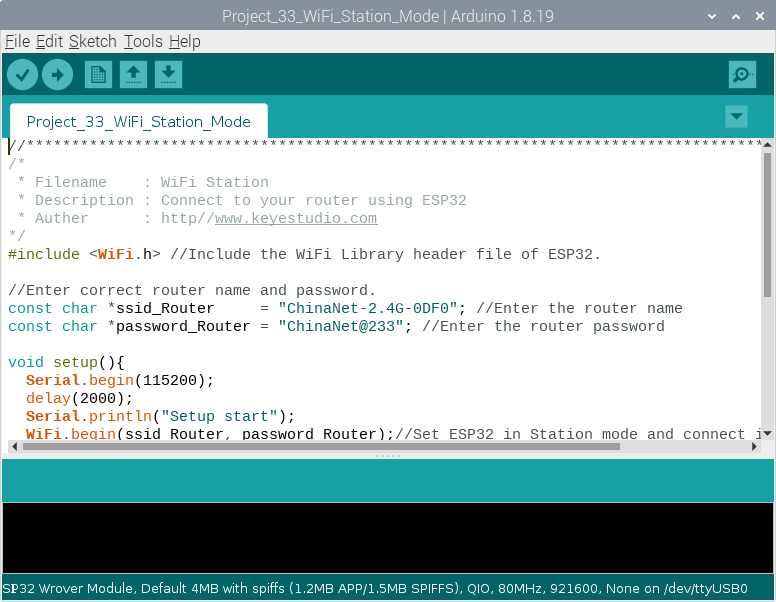 Project_33_WiFi_Station_Mode | Arduino 1.8.19
File Edit Sketch Tools Help
Project_33_WiFi_Station_Mode
//**********************************************************************************
/*
 * Filename    : WiFi Station
 * Description : Connect to your router using ESP32
 * Auther      : http//www.keyestudio.com
*/
#include <WiFi.h> //Include the WiFi Library header file of ESP32.
//Enter correct router name and password.
const char *ssid_Router     = "ChinaNet-2.4G-0DF0"; //Enter the router name
const char *password_Router = "ChinaNet@233"; //Enter the router password
void setup(){
  Serial.begin(115200);
  delay(2000);
  Serial.println("Setup start");
  WiFi.begin(ssid_Router, password_Router);//Set ESP32 in Station mode and connect i
SP32 Wrover Module, Default 4MB with spiffs (1.2MB APP/1.5MB SPIFFS), QIO, 80MHz, 921600, None on /dev/ttyUSB0